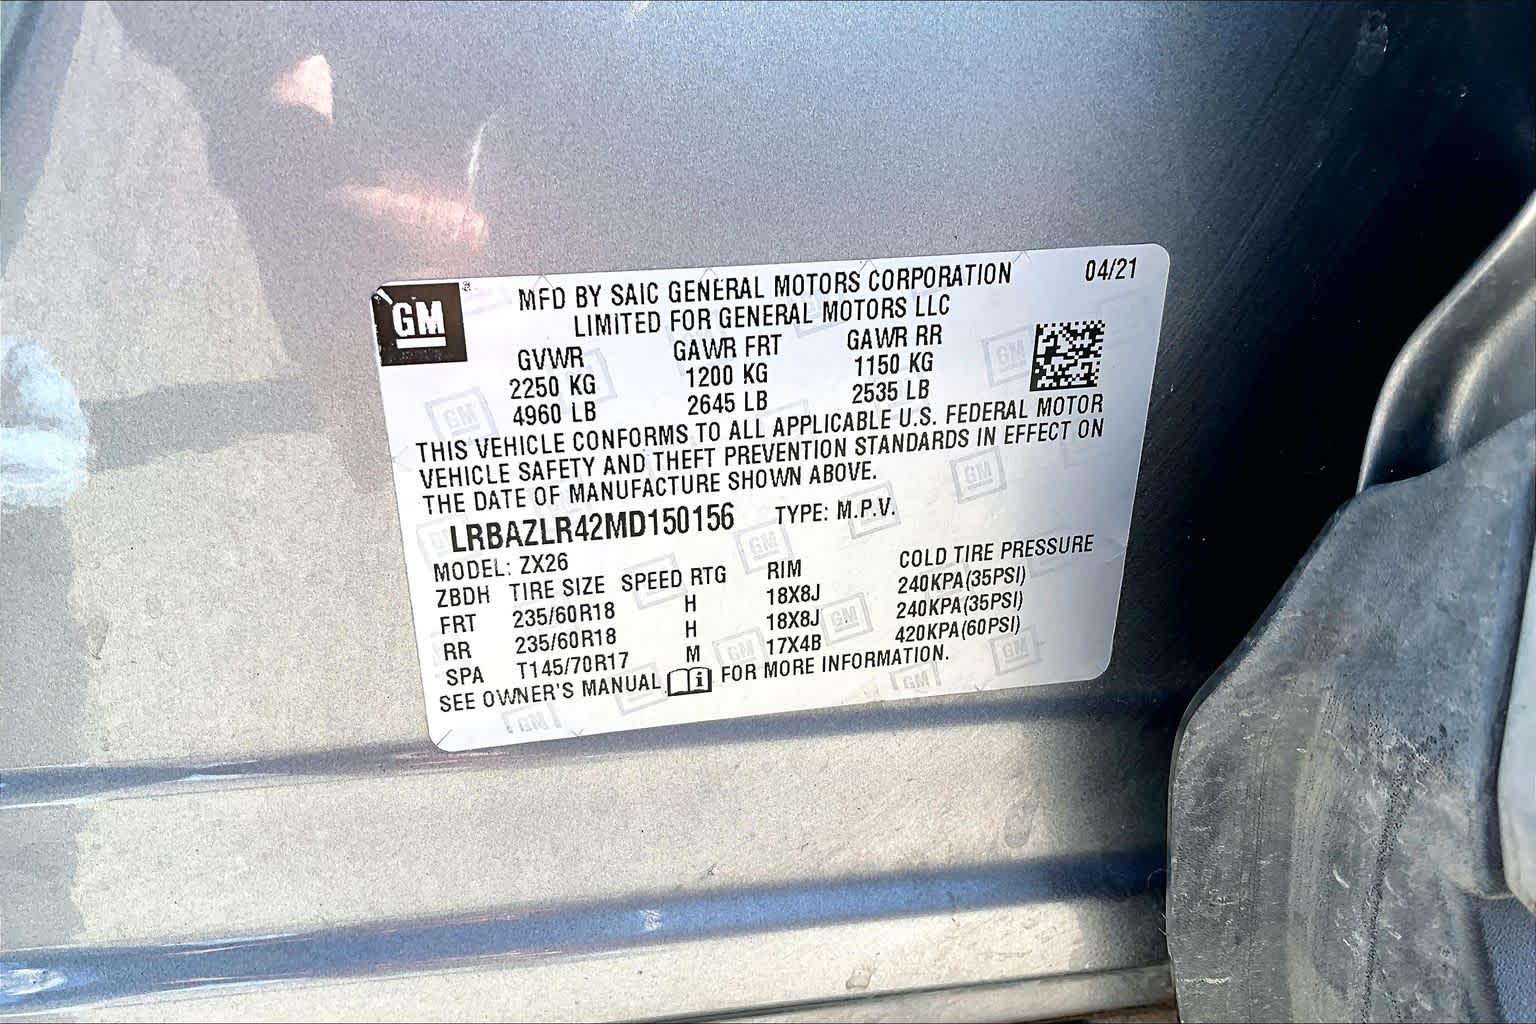 GM
MFD BY SAIC GENERAL MOTORS CORPORATION 04/21
LIMITED FOR GENERAL MOTORS LLC
GVWR GAWR FRT GAWR RR
2250 KG 1200 KG 1150 KG
4960 LB 2645 LB 2535 LB
THIS VEHICLE CONFORMS TO ALL APPLICABLE U.S. FEDERAL MOTOR
VEHICLE SAFETY AND THEFT PREVENTION STANDARDS IN EFFECT ON
THE DATE OF MANUFACTURE SHOWN ABOVE.
LRBAZLR42MD150156 TYPE: M.P.V.
MODEL: ZX26
ZBDH TIRE SIZE SPEED RTG RIM COLD TIRE PRESSURE
FRT 235/60R18 H 18X8J 240KPA(35PSI)
RR 235/60R18 H 18X8J 240KPA(35PSI)
SPA T145/70R17 M 17X4B 420KPA(60PSI)
SEE OWNER'S MANUAL i FOR MORE INFORMATION.